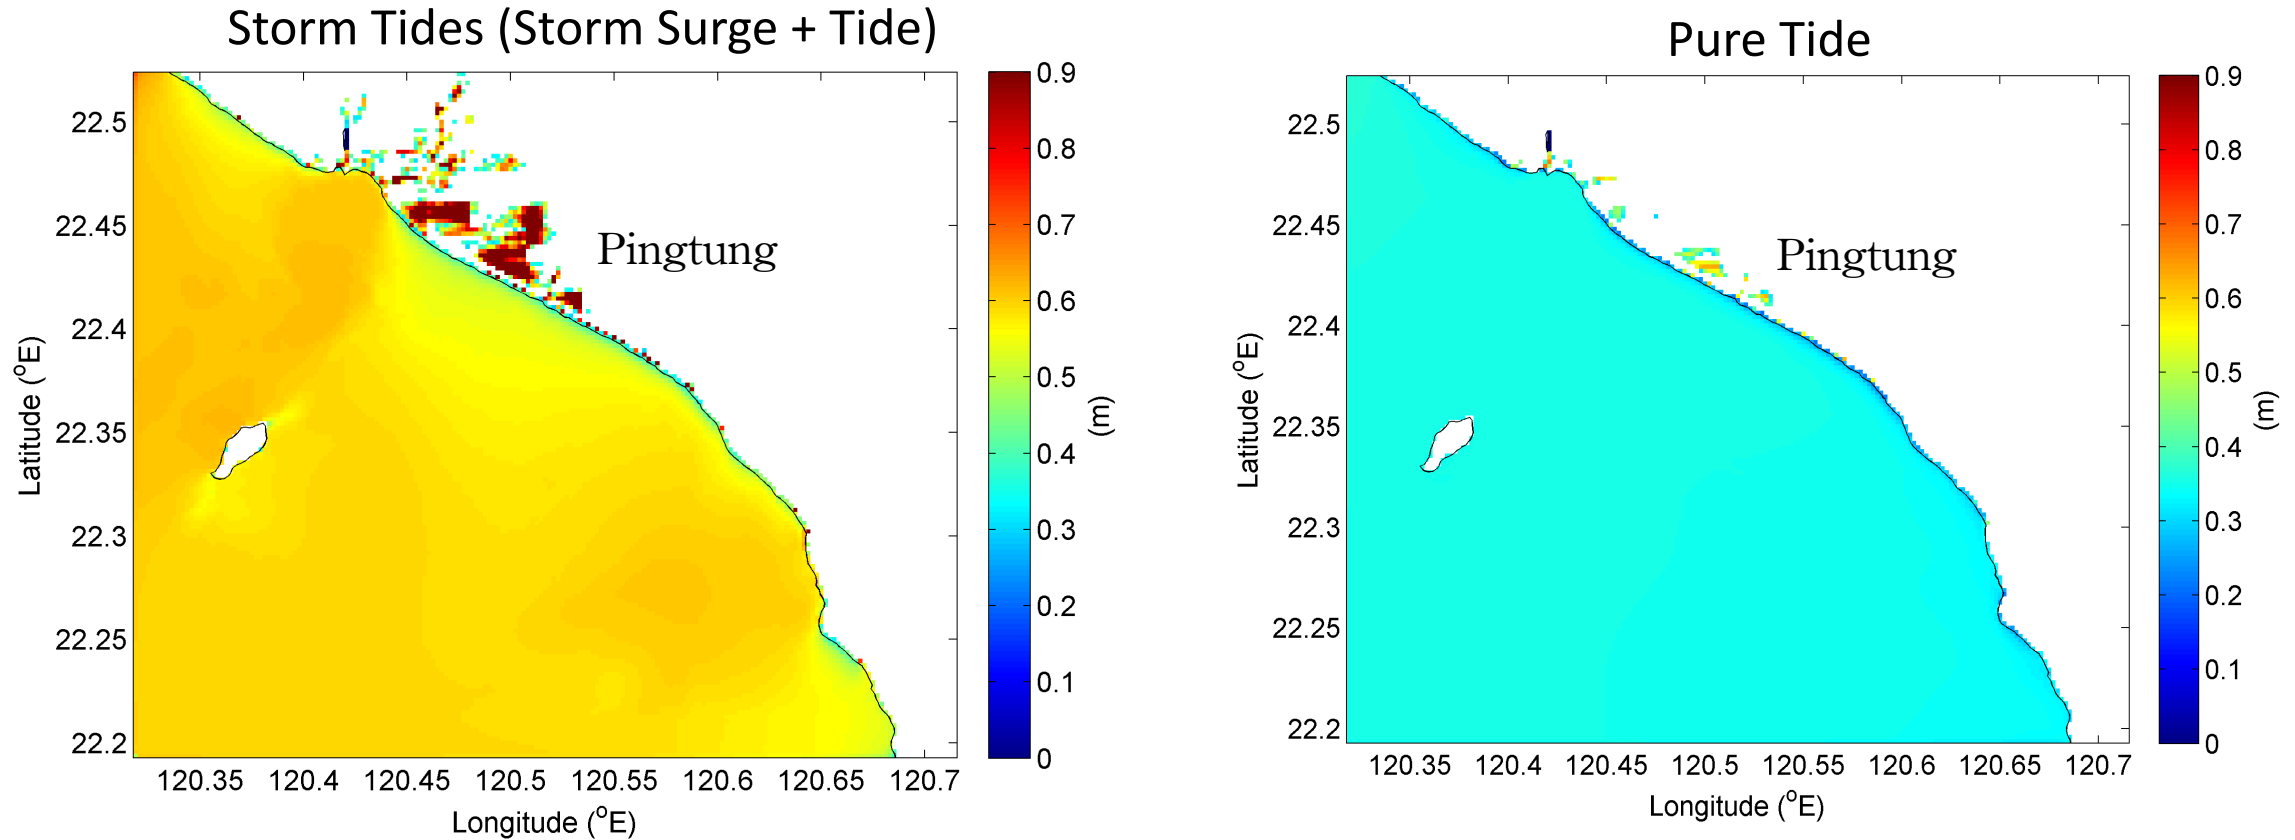 Storm Tides (Storm Surge + Tide)
22.5
22.45
22.4
22.35
22.3
22.25
22.2
Latitude (°E)
Pingtung
120.35 120.4 120.45 120.5 120.55 120.6 120.65 120.7
Longitude (°E)
0.9
0.8
0.7
0.6
0.5
0.4
0.3
0.2
0.1
0
(m)
Pure Tide
22.5
22.45
22.4
22.35
22.3
22.25
22.2
Latitude (°E)
Pingtung
120.35 120.4 120.45 120.5 120.55 120.6 120.65 120.7
Longitude (°E)
0.9
0.8
0.7
0.6
0.5
0.4
0.3
0.2
0.1
0
(m)